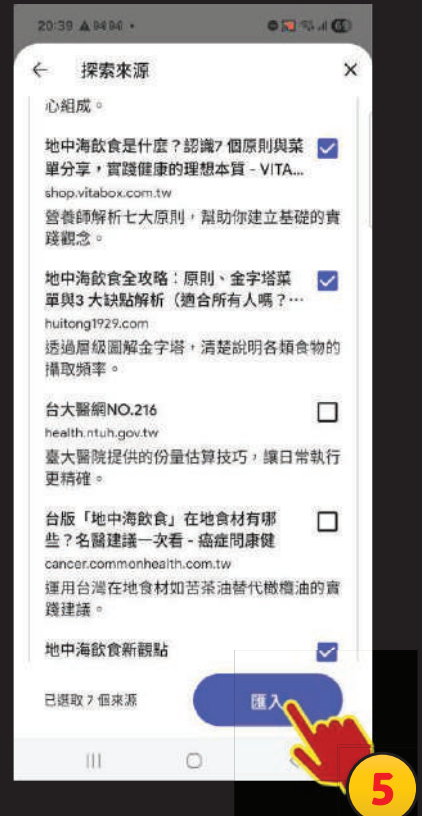 20:39
← 探索來源 ×
心組成。
地中海飲食是什麼？認識7 個原則與菜
單分享，實踐健康的理想本質 - VITA...
shop.vitabox.com.tw
營養師解析七大原則，幫助你建立基礎的實
踐觀念。
地中海飲食全攻略：原則、金字塔菜
單與3 大缺點解析（適合所有人嗎？…
huitong1929.com
透過層級圖解金字塔，清楚說明各類食物的
攝取頻率。
台大醫網NO.216
health.ntuh.gov.tw
臺大醫院提供的份量估算技巧，讓日常執行
更精確。
台版「地中海飲食」在地食材有哪
些？名醫建議一次看 - 癌症問康健
cancer.commonhealth.com.tw
運用台灣在地食材如苦茶油替代橄欖油的實
踐建議。
地中海飲食新觀點
已選取 7 個來源 匯入
5